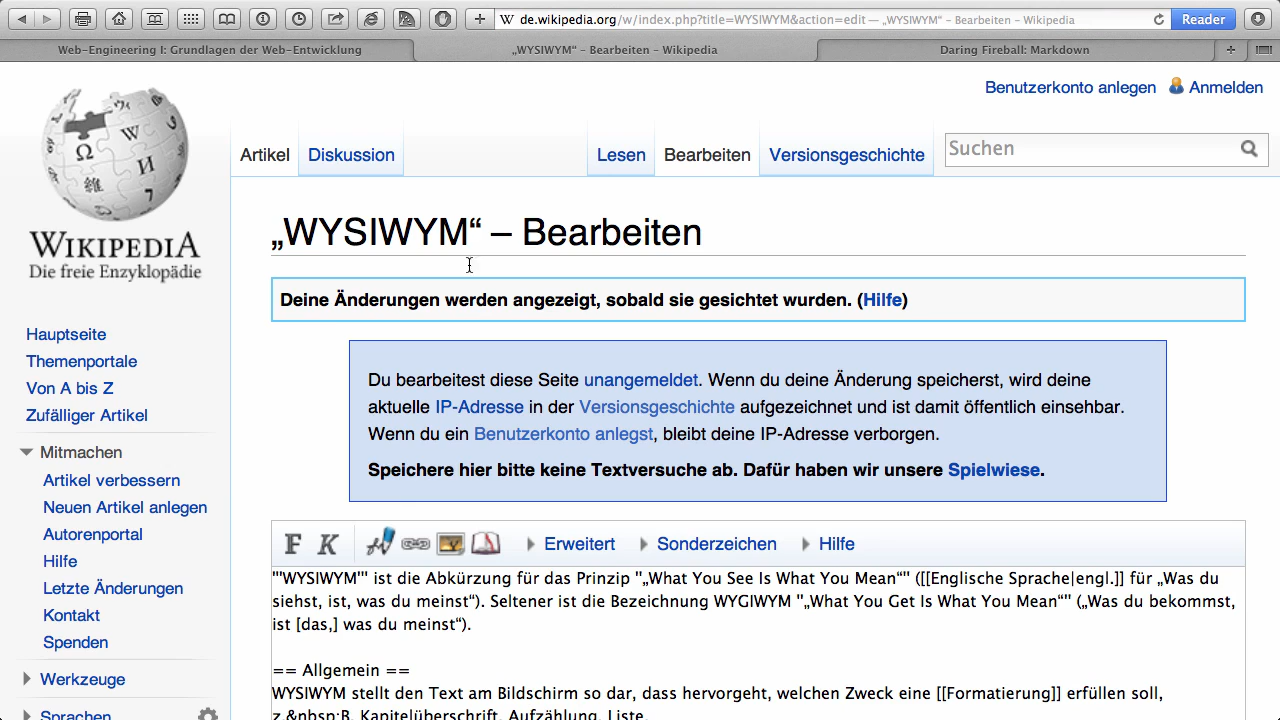 de.wikipedia.org/w/index.php?title=WYSIWYM&action=edit — „WYSIWYM“ – Bearbeiten – Wikipedia
Reader
Web-Engineering I: Grundlagen der Web-Entwicklung
„WYSIWYM“ – Bearbeiten – Wikipedia
Daring Fireball: Markdown
Benutzerkonto anlegen Anmelden
Artikel Diskussion Lesen Bearbeiten Versionsgeschichte Suchen
WIKIPEDIA
Die freie Enzyklopädie
Hauptseite
Themenportale
Von A bis Z
Zufälliger Artikel
Mitmachen
Artikel verbessern
Neuen Artikel anlegen
Autorenportal
Hilfe
Letzte Änderungen
Kontakt
Spenden
Werkzeuge
Sprachen
„WYSIWYM“ – Bearbeiten
Deine Änderungen werden angezeigt, sobald sie gesichtet wurden. (Hilfe)
Du bearbeitest diese Seite unangemeldet. Wenn du deine Änderung speicherst, wird deine
aktuelle IP-Adresse in der Versionsgeschichte aufgezeichnet und ist damit öffentlich einsehbar.
Wenn du ein Benutzerkonto anlegst, bleibt deine IP-Adresse verborgen.
Speichere hier bitte keine Textversuche ab. Dafür haben wir unsere Spielwiese.
F K Erweitert Sonderzeichen Hilfe
'''WYSIWYM''' ist die Abkürzung für das Prinzip ''„What You See Is What You Mean“'' ([[Englische Sprache|engl.]] für „Was du
siehst, ist, was du meinst“). Seltener ist die Bezeichnung WYGIWYM ''„What You Get Is What You Mean“'' („Was du bekommst,
ist [das,] was du meinst“).
== Allgemein ==
WYSIWYM stellt den Text am Bildschirm so dar, dass hervorgeht, welchen Zweck eine [[Formatierung]] erfüllen soll,
z.&nbsp;B. Kapitelüberschrift, Aufzählung, Liste.